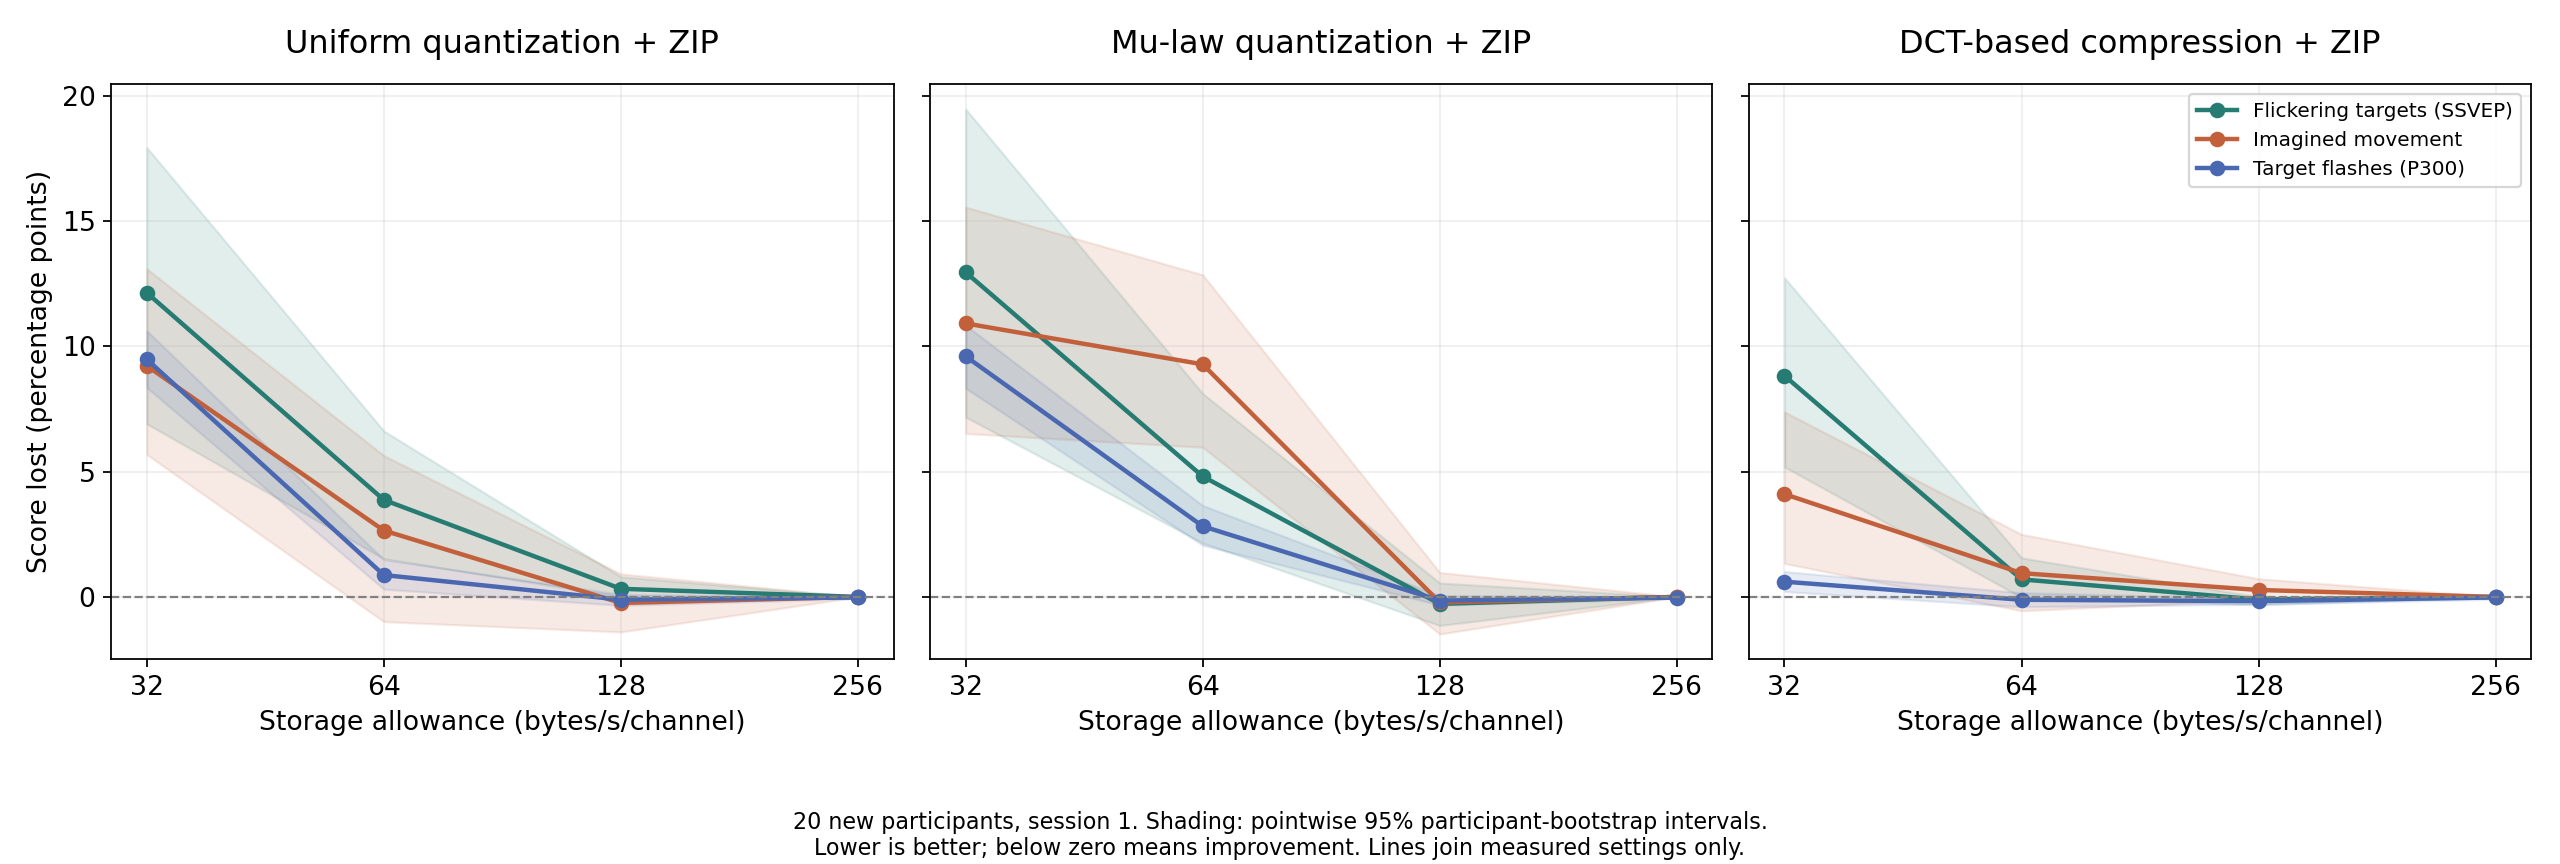 Uniform quantization + ZIP
Mu-law quantization + ZIP
DCT-based compression + ZIP
Score lost (percentage points)
20
15
10
5
0
Flickering targets (SSVEP)
Imagined movement
Target flashes (P300)
32 64 128 256
32 64 128 256
32 64 128 256
Storage allowance (bytes/s/channel)
Storage allowance (bytes/s/channel)
Storage allowance (bytes/s/channel)
20 new participants, session 1. Shading: pointwise 95% participant-bootstrap intervals.
Lower is better; below zero means improvement. Lines join measured settings only.